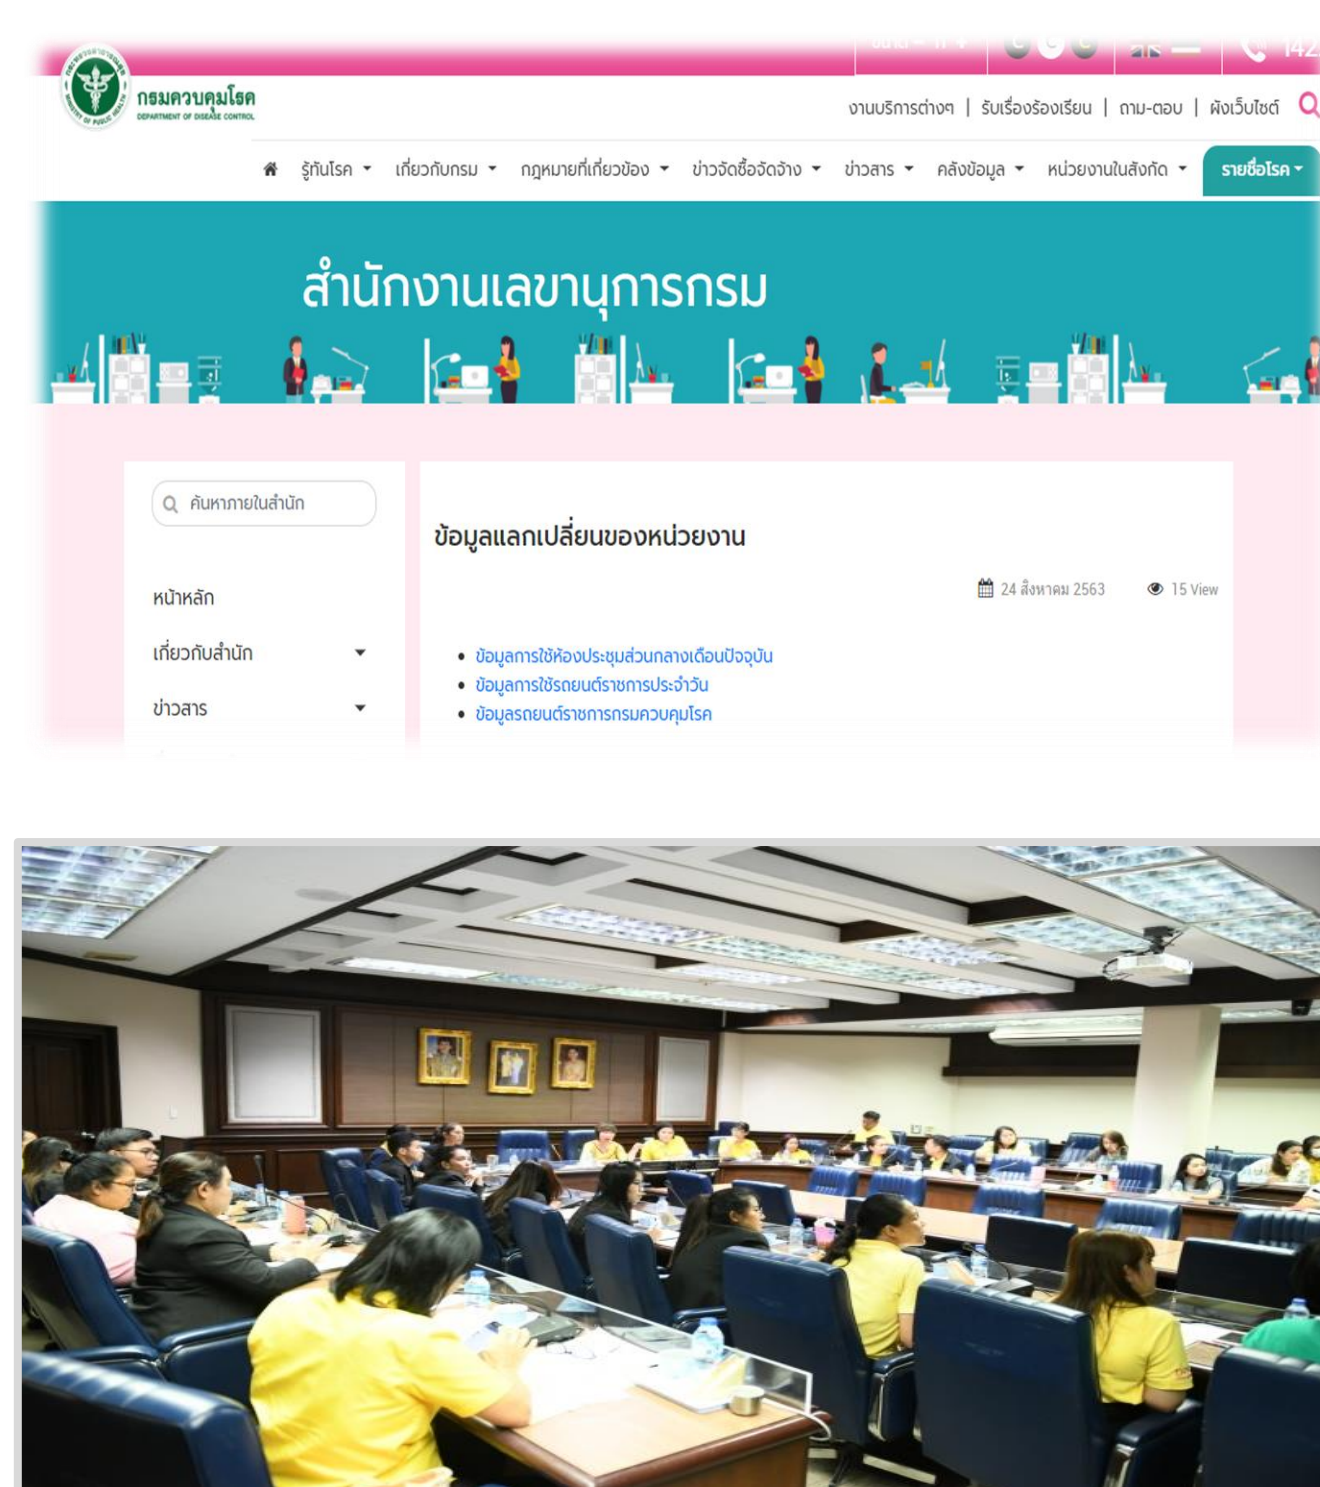 1422
กรมควบคุมโรค
DEPARTMENT OF DISEASE CONTROL
งานบริการต่างๆ | รับเรื่องร้องเรียน | ถาม-ตอบ | ผังเว็บไซต์
รู้ทันโรค เกี่ยวกับกรม กฎหมายที่เกี่ยวข้อง ข่าวจัดซื้อจัดจ้าง ข่าวสาร คลังข้อมูล หน่วยงานในสังกัด รายชื่อโรค
สำนักงานเลขานุการกรม
ค้นหาภายในสำนัก
ข้อมูลแลกเปลี่ยนของหน่วยงาน
24 สิงหาคม 2563 15 View
หน้าหลัก
เกี่ยวกับสำนัก
ข่าวสาร
ข้อมูลการใช้ห้องประชุมส่วนกลางเดือนปัจจุบัน
ข้อมูลการใช้รถยนต์ราชการประจำวัน
ข้อมูลรถยนต์ราชการกรมควบคุมโรค